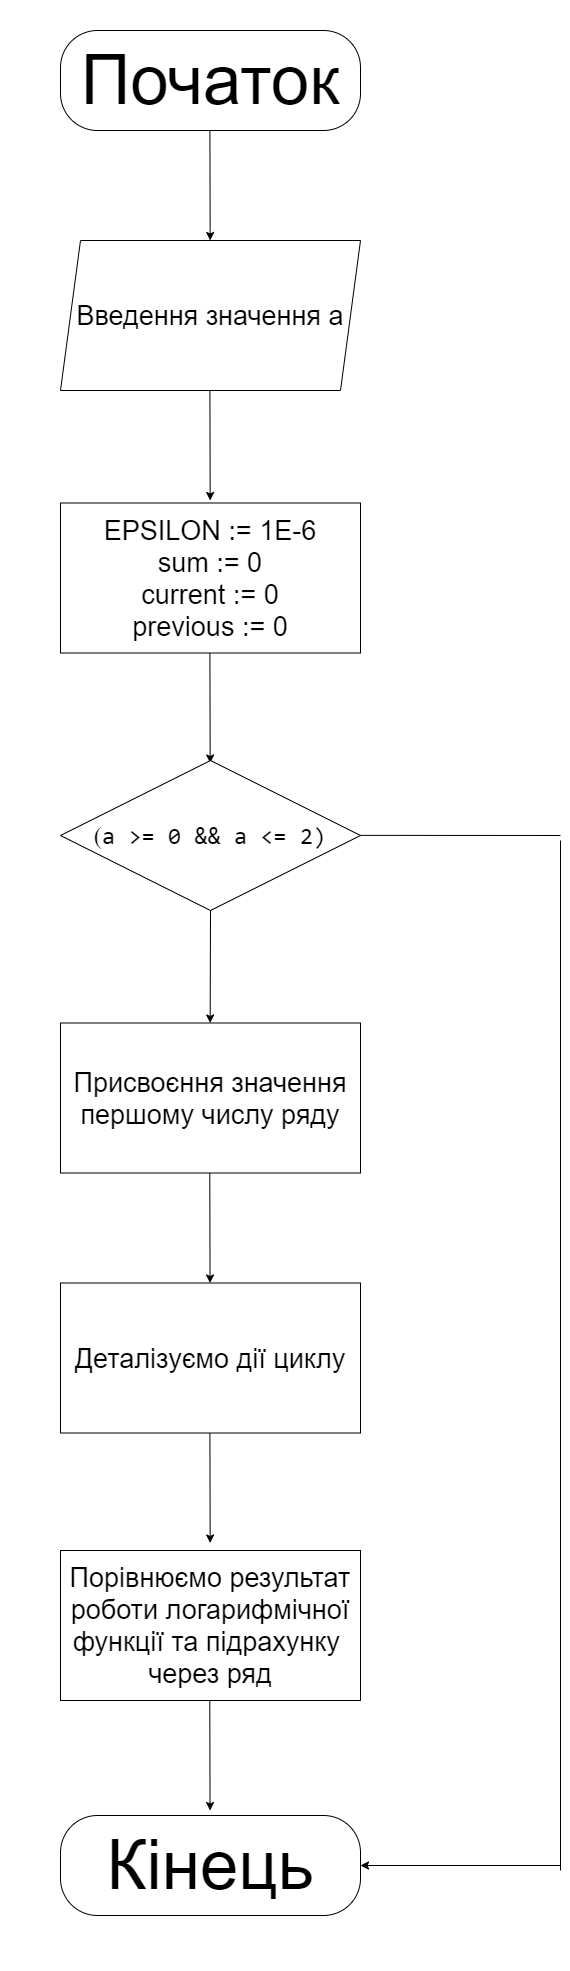 Початок
Введення значення a
EPSILON := 1E-6
sum := 0
current := 0
previous := 0
(a >= 0 && a <= 2)
Присвоєння значення
першому числу ряду
Деталізуємо дії циклу
Порівнюємо результат
роботи логарифмічної
функції та підрахунку
через ряд
Кінець